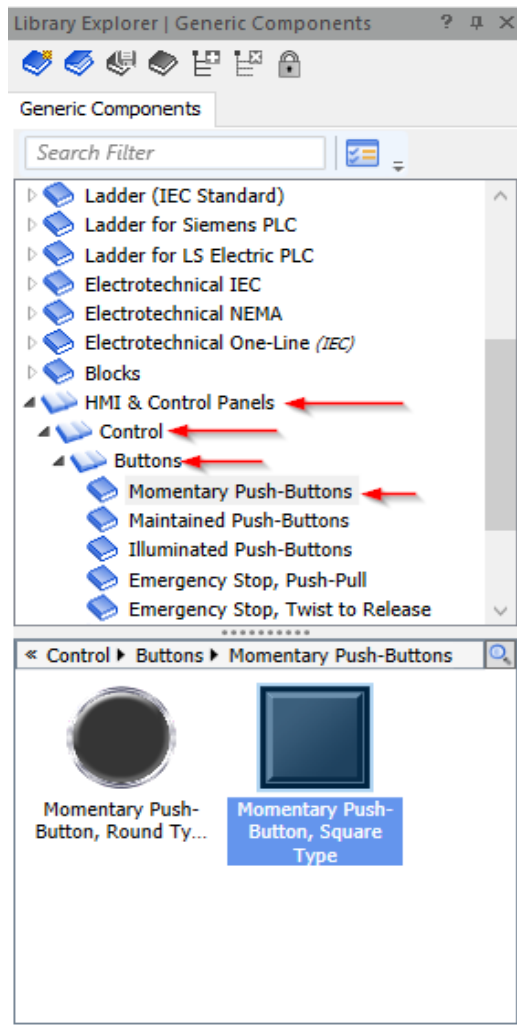 Library Explorer | Generic Components ?
Generic Components
Search Filter
Ladder (IEC Standard)
Ladder for Siemens PLC
Ladder for LS Electric PLC
Electrotechnical IEC
Electrotechnical NEMA
Electrotechnical One-Line (IEC)
Blocks
HMI & Control Panels
Control
Buttons
Momentary Push-Buttons
Maintained Push-Buttons
Illuminated Push-Buttons
Emergency Stop, Push-Pull
Emergency Stop, Twist to Release
« Control Buttons Momentary Push-Buttons
Momentary Push-
Button, Round Ty...
Momentary Push-
Button, Square
Type